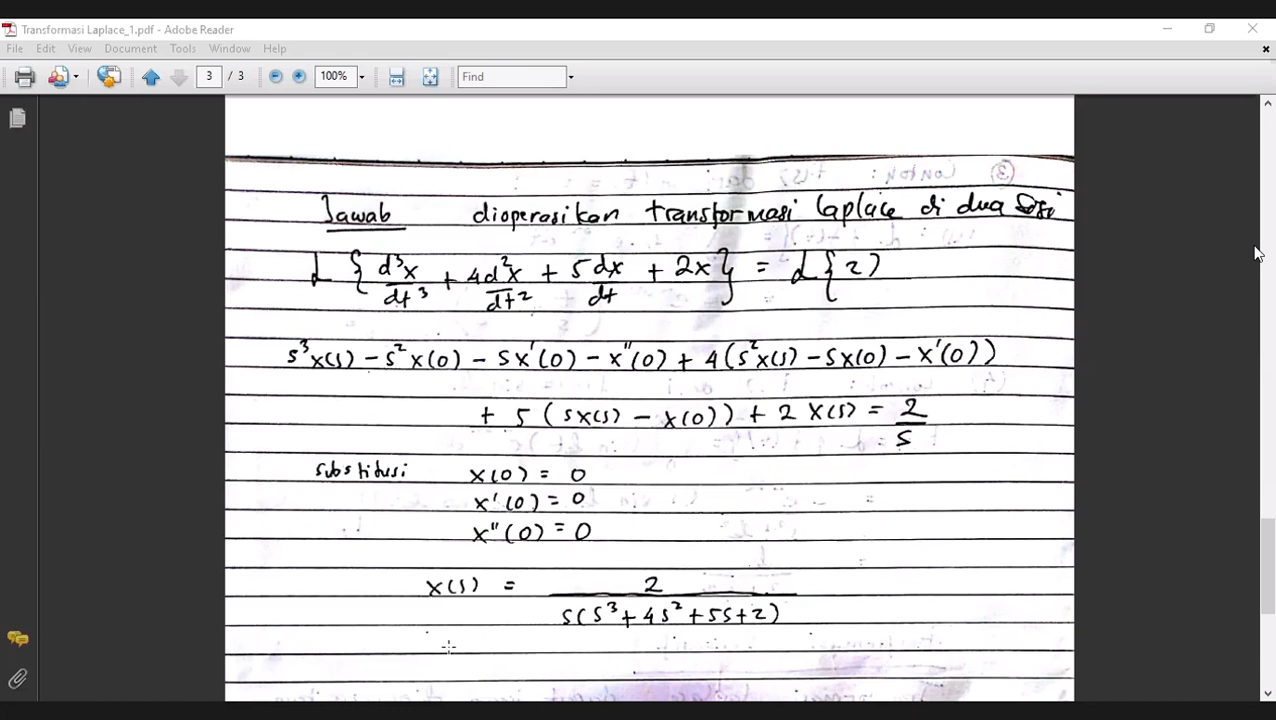 Transformasi Laplace_1.pdf - Adobe Reader
File Edit View Document Tools Window Help
3 / 3 100% Find
Jawab dioperasikan transformasi laplace di dua sisi
L { d³x/dt³ + 4d²x/dt² + 5dx/dt + 2x } = L{2}
s³x(s) - s²x(0) - sx'(0) - x''(0) + 4(s²x(s) - sx(0) - x'(0))
+ 5 (sx(s) - x(0)) + 2 x(s) = 2/s
substitusi x(0) = 0
x'(0) = 0
x''(0) = 0
x(s) = 2/s(s³+4s²+5s+2)